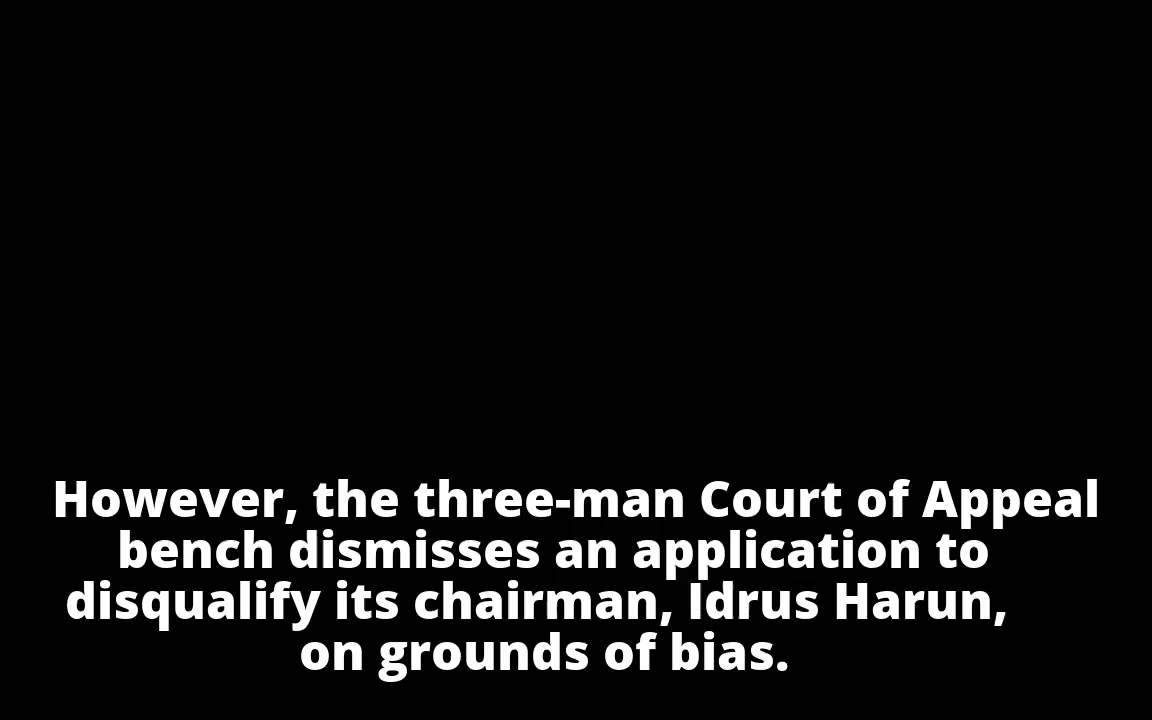 However, the three-man Court of Appeal
bench dismisses an application to
disqualify its chairman, Idrus Harun,
on grounds of bias.